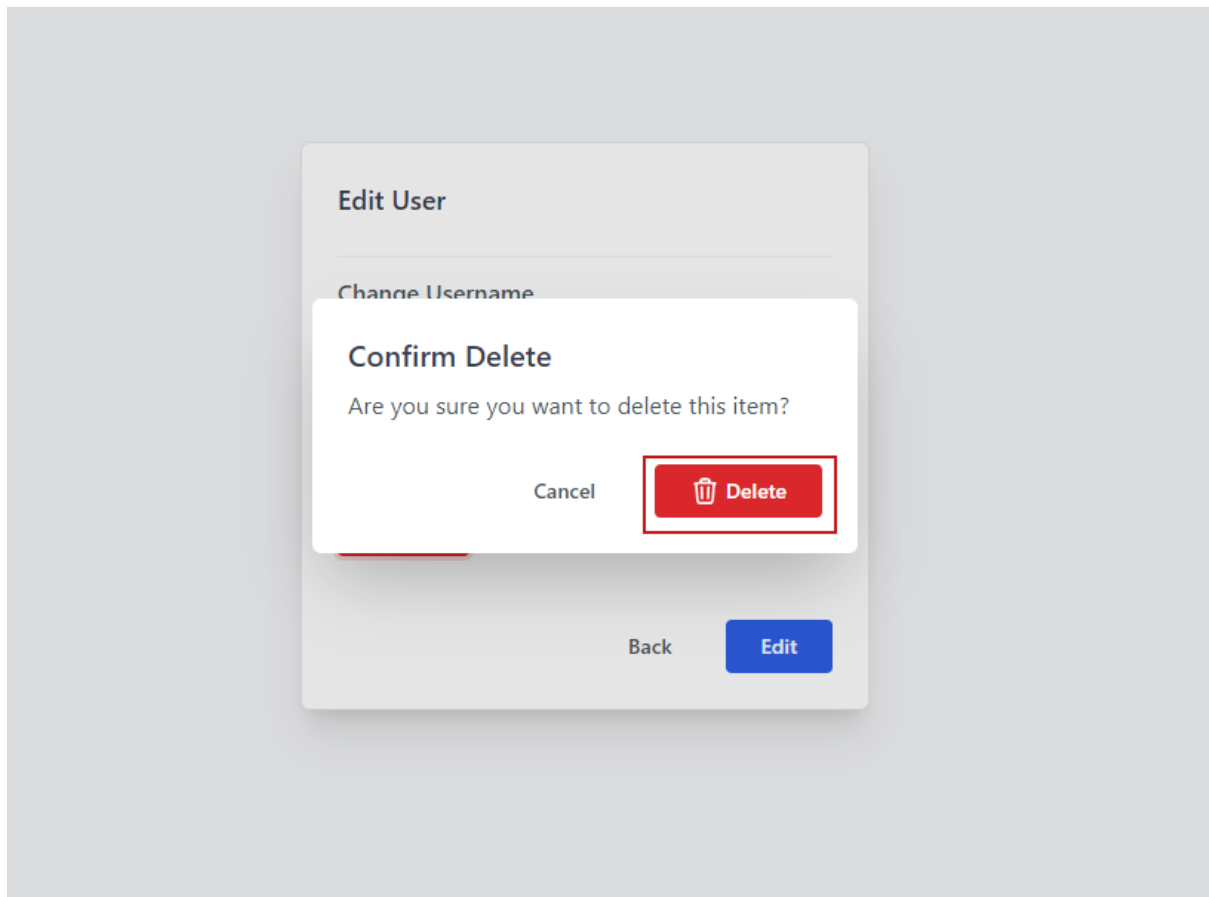 Edit User
Change Username
Confirm Delete
Are you sure you want to delete this item?
Cancel
Delete
Back
Edit